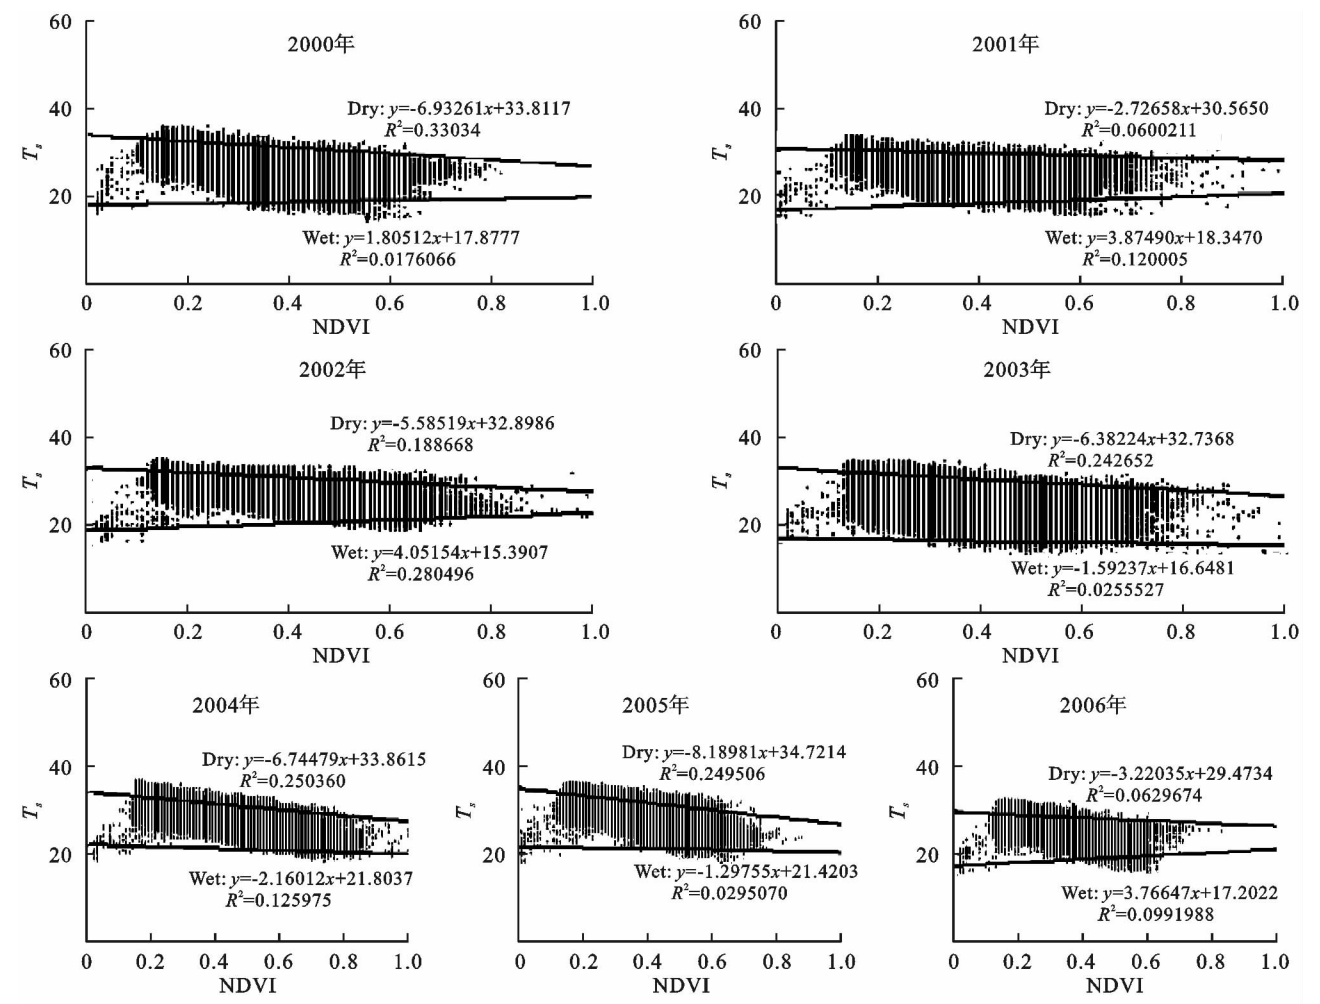 2000年
60
40
20
T_s
Dry: y=-6.93261x+33.8117
R²=0.33034
Wet: y=1.80512x+17.8777
R²=0.0176066
0 0.2 0.4 0.6 0.8 1.0
NDVI
2001年
60
40
20
T_s
Dry: y=-2.72658x+30.5650
R²=0.0600211
Wet: y=3.87490x+18.3470
R²=0.120005
0 0.2 0.4 0.6 0.8 1.0
NDVI
2002年
60
40
20
T_s
Dry: y=-5.58519x+32.8986
R²=0.188668
Wet: y=4.05154x+15.3907
R²=0.280496
0 0.2 0.4 0.6 0.8 1.0
NDVI
2003年
60
40
20
T_s
Dry: y=-6.38224x+32.7368
R²=0.242652
Wet: y=-1.59237x+16.6481
R²=0.0255527
0 0.2 0.4 0.6 0.8 1.0
NDVI
2004年
60
40
20
T_s
Dry: y=-6.74479x+33.8615
R²=0.250360
Wet: y=-2.16012x+21.8037
R²=0.125975
0 0.2 0.4 0.6 0.8 1.0
NDVI
2005年
60
40
20
T_s
Dry: y=-8.18981x+34.7214
R²=0.249506
Wet: y=-1.29755x+21.4203
R²=0.0295070
0 0.2 0.4 0.6 0.8 1.0
NDVI
2006年
60
40
20
T_s
Dry: y=-3.22035x+29.4734
R²=0.0629674
Wet: y=3.76647x+17.2022
R²=0.0991988
0 0.2 0.4 0.6 0.8 1.0
NDVI